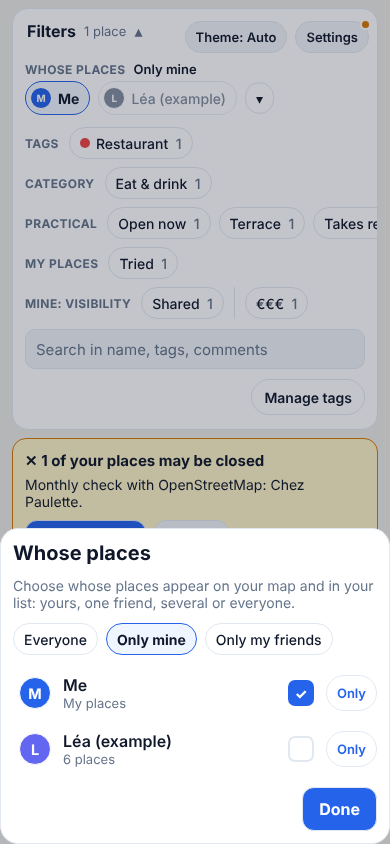 Filters 1 place ▲
Theme: Auto
Settings
WHOSE PLACES Only mine
M Me
L Léa (example)
▼
TAGS Restaurant 1
CATEGORY Eat & drink 1
PRACTICAL Open now 1 Terrace 1 Takes re
MY PLACES Tried 1
MINE: VISIBILITY Shared 1 €€€ 1
Search in name, tags, comments
Manage tags
✕ 1 of your places may be closed
Monthly check with OpenStreetMap: Chez
Paulette.
Whose places
Choose whose places appear on your map and in your
list: yours, one friend, several or everyone.
Everyone Only mine Only my friends
M Me Only
My places
L Léa (example) Only
6 places
Done